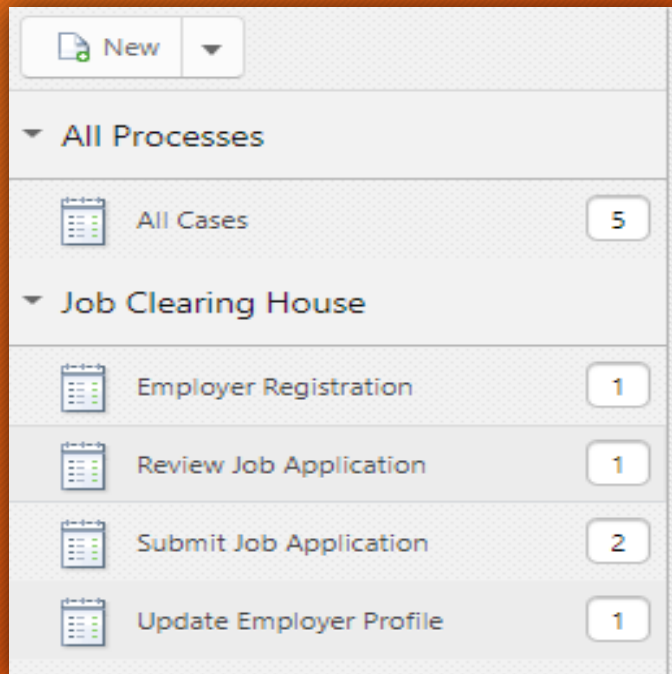 New
All Processes
All Cases 5
Job Clearing House
Employer Registration 1
Review Job Application 1
Submit Job Application 2
Update Employer Profile 1